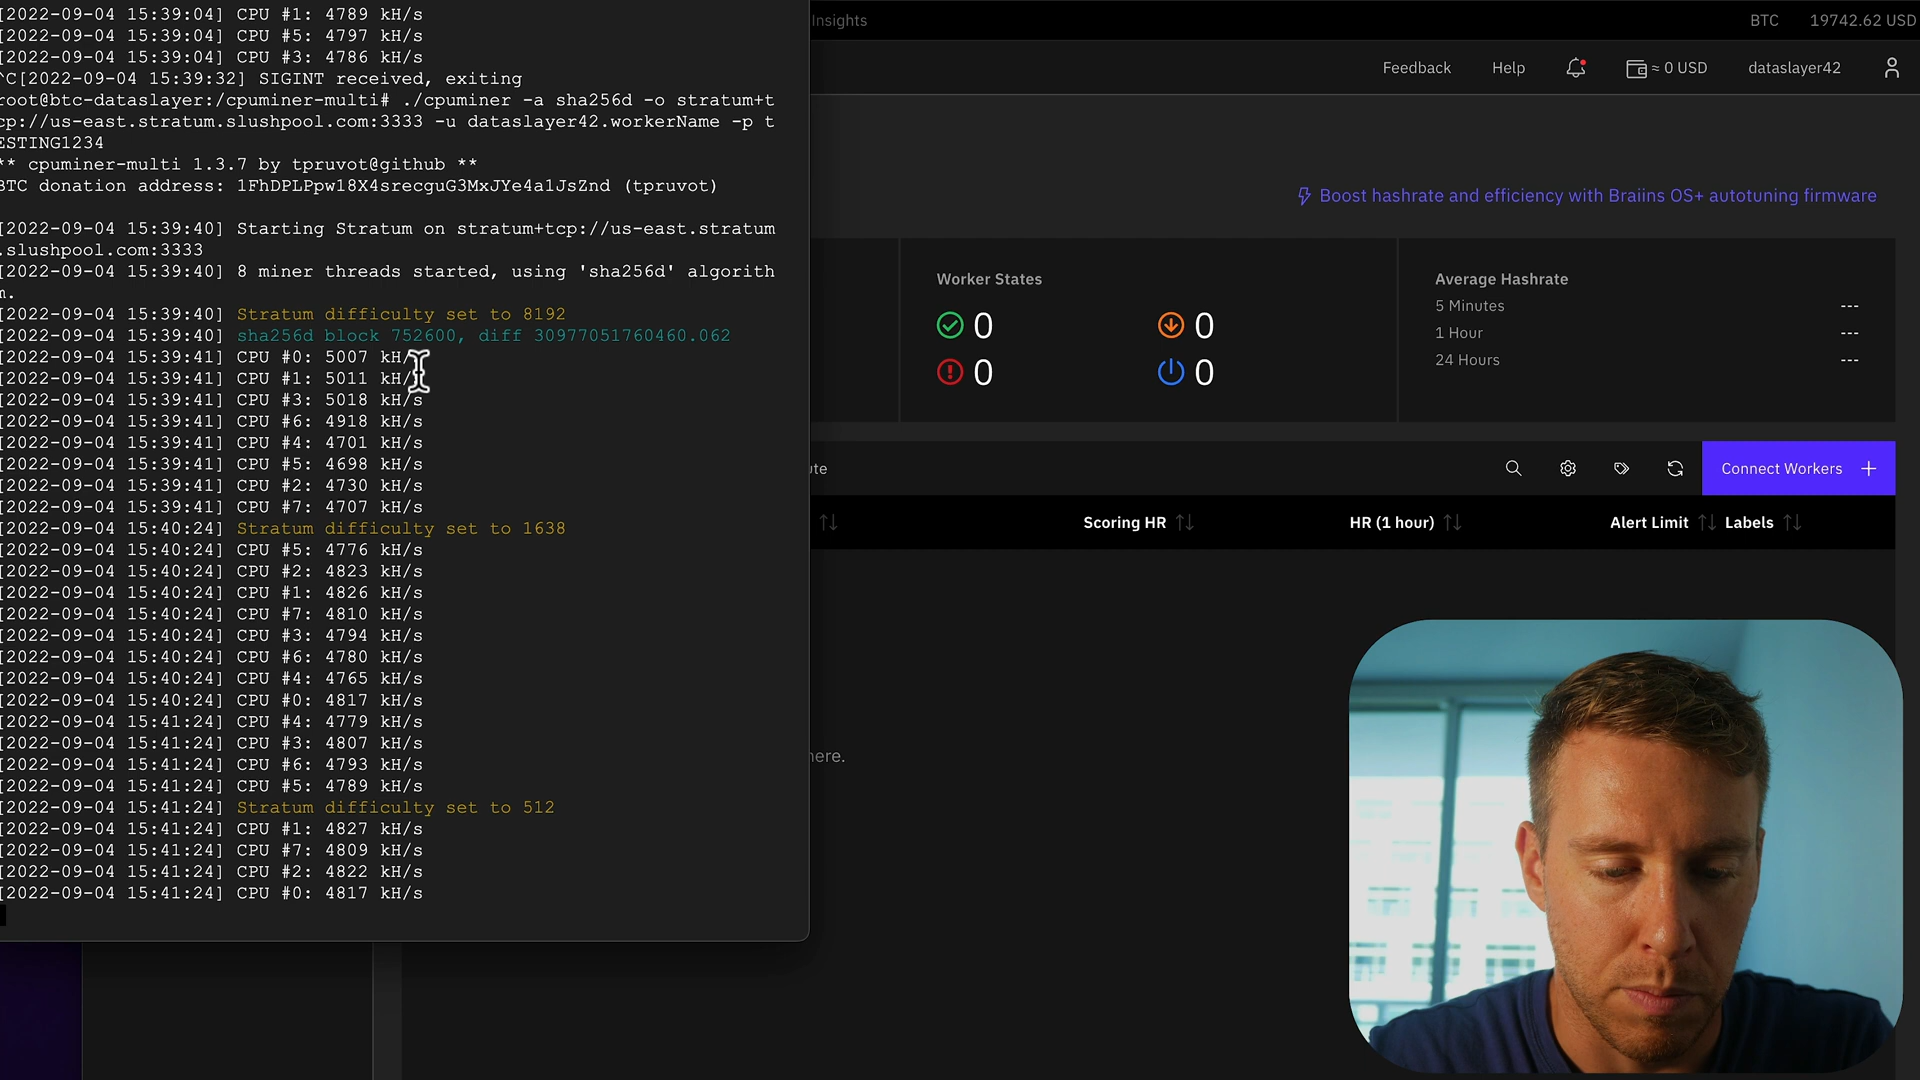 [2022-09-04 15:39:04] CPU #1: 4789 kH/s
[2022-09-04 15:39:04] CPU #5: 4797 kH/s
[2022-09-04 15:39:04] CPU #3: 4786 kH/s
^C[2022-09-04 15:39:32] SIGINT received, exiting
root@btc-dataslayer:/cpuminer-multi# ./cpuminer -a sha256d -o stratum+t
cp://us-east.stratum.slushpool.com:3333 -u dataslayer42.workerName -p t
ESTING1234
** cpuminer-multi 1.3.7 by tpruvot@github **
BTC donation address: 1FhDPLPpw18X4srecguG3MxJYe4a1JsZnd (tpruvot)
[2022-09-04 15:39:40] Starting Stratum on stratum+tcp://us-east.stratum
.slushpool.com:3333
[2022-09-04 15:39:40] 8 miner threads started, using 'sha256d' algorith
m.
[2022-09-04 15:39:40] Stratum difficulty set to 8192
[2022-09-04 15:39:40] sha256d block 752600, diff 30977051760460.062
[2022-09-04 15:39:41] CPU #0: 5007 kH/s
[2022-09-04 15:39:41] CPU #1: 5011 kH/s
[2022-09-04 15:39:41] CPU #3: 5018 kH/s
[2022-09-04 15:39:41] CPU #6: 4918 kH/s
[2022-09-04 15:39:41] CPU #4: 4701 kH/s
[2022-09-04 15:39:41] CPU #5: 4698 kH/s
[2022-09-04 15:39:41] CPU #2: 4730 kH/s
[2022-09-04 15:39:41] CPU #7: 4707 kH/s
[2022-09-04 15:40:24] Stratum difficulty set to 1638
[2022-09-04 15:40:24] CPU #5: 4776 kH/s
[2022-09-04 15:40:24] CPU #2: 4823 kH/s
[2022-09-04 15:40:24] CPU #1: 4826 kH/s
[2022-09-04 15:40:24] CPU #7: 4810 kH/s
[2022-09-04 15:40:24] CPU #3: 4794 kH/s
[2022-09-04 15:40:24] CPU #6: 4780 kH/s
[2022-09-04 15:40:24] CPU #4: 4765 kH/s
[2022-09-04 15:40:24] CPU #0: 4817 kH/s
[2022-09-04 15:41:24] CPU #4: 4779 kH/s
[2022-09-04 15:41:24] CPU #3: 4807 kH/s
[2022-09-04 15:41:24] CPU #6: 4793 kH/s
[2022-09-04 15:41:24] CPU #5: 4789 kH/s
[2022-09-04 15:41:24] Stratum difficulty set to 512
[2022-09-04 15:41:24] CPU #1: 4827 kH/s
[2022-09-04 15:41:24] CPU #7: 4809 kH/s
[2022-09-04 15:41:24] CPU #2: 4822 kH/s
[2022-09-04 15:41:24] CPU #0: 4817 kH/s
Insights
BTC 19742.62 USD
Feedback Help ≈ 0 USD dataslayer42
Boost hashrate and efficiency with Braiins OS+ autotuning firmware
Worker States
0 0
0 0
Average Hashrate
5 Minutes ---
1 Hour ---
24 Hours ---
ute
Connect Workers +
Scoring HR HR (1 hour) Alert Limit Labels
here.